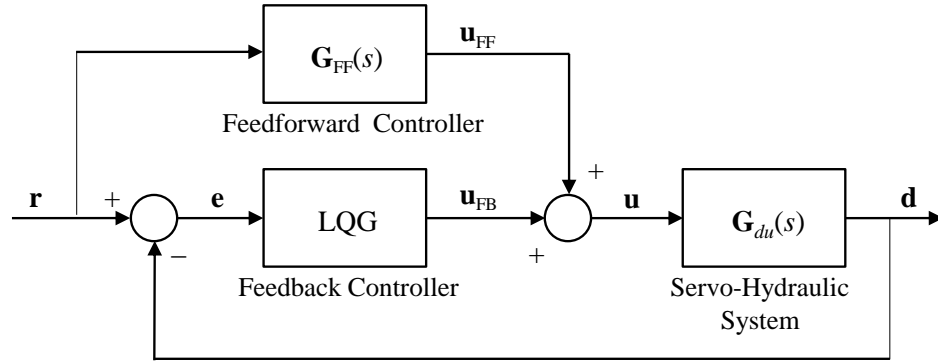 u_FF
G_FF(s)
Feedforward Controller
+
r
+
e
LQG
u_FB
u
G_du(s)
d
−
+
Feedback Controller
Servo-Hydraulic
System